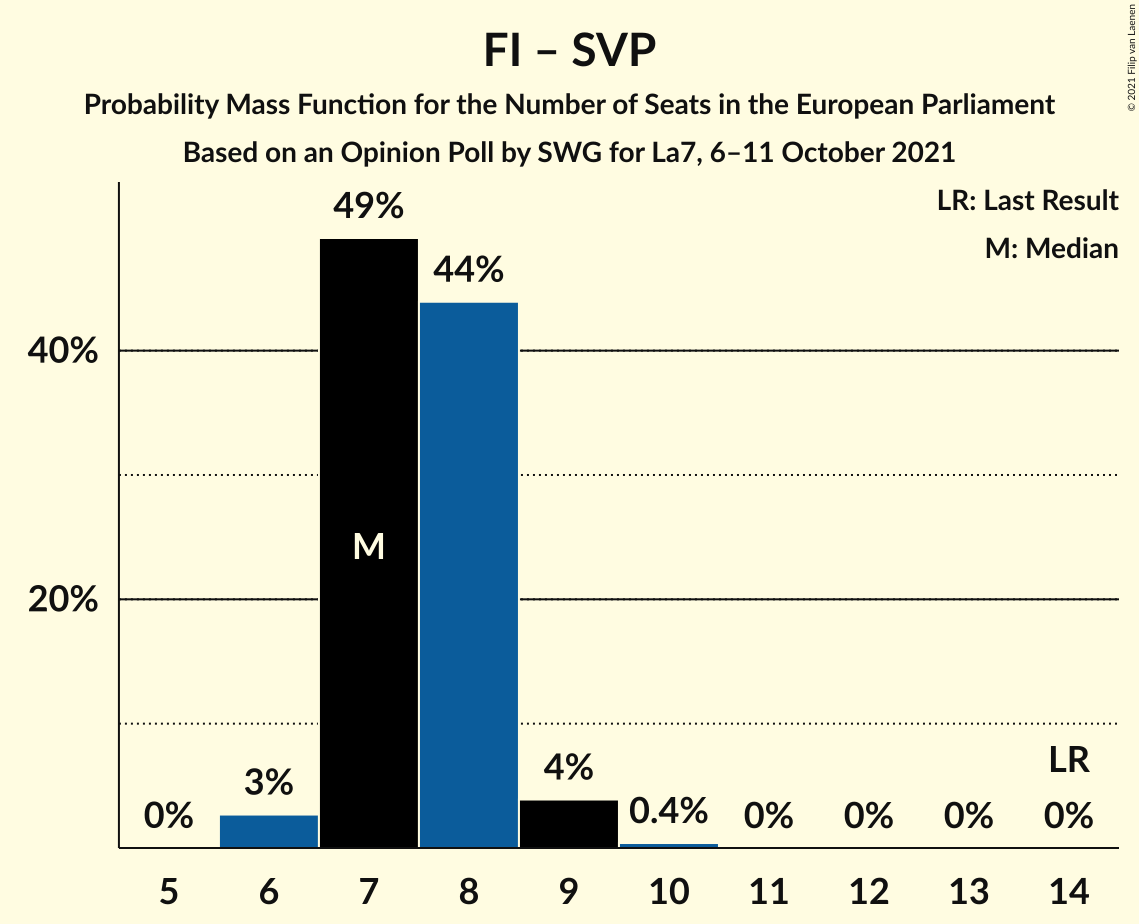 FI – SVP
Probability Mass Function for the Number of Seats in the European Parliament
Based on an Opinion Poll by SWG for La7, 6–11 October 2021
© 2021 Filip van Laenen
LR: Last Result
M: Median
49%
44%
40%
M
20%
LR
4%
3%
0.4%
0%
0%
0%
0%
0%
5
6
7
8
9
10
11
12
13
14